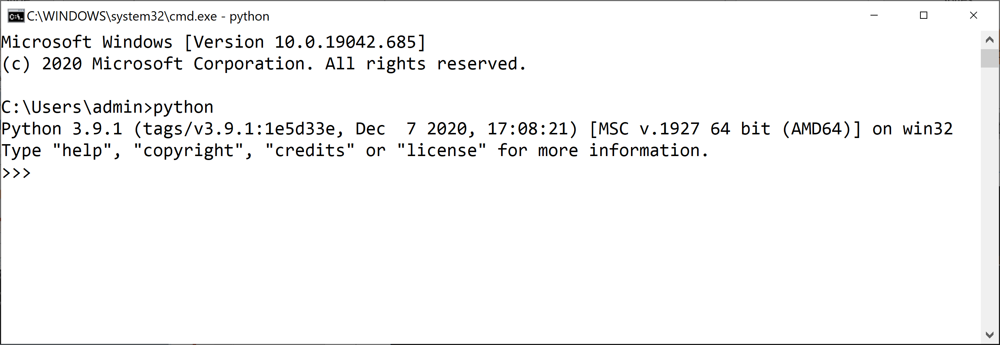 C:\WINDOWS\system32\cmd.exe - python
Microsoft Windows [Version 10.0.19042.685]
(c) 2020 Microsoft Corporation. All rights reserved.
C:\Users\admin>python
Python 3.9.1 (tags/v3.9.1:1e5d33e, Dec  7 2020, 17:08:21) [MSC v.1927 64 bit (AMD64)] on win32
Type "help", "copyright", "credits" or "license" for more information.
>>>